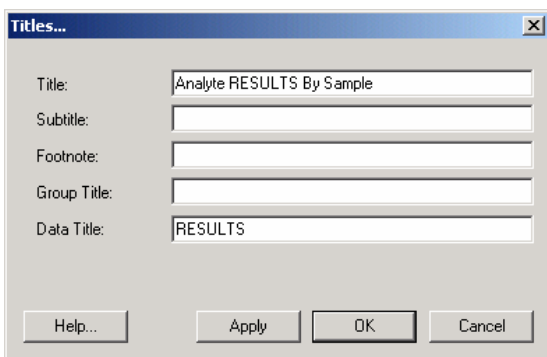 Titles...
Title: Analyte RESULTS By Sample
Subtitle:
Footnote:
Group Title:
Data Title: RESULTS
Help... Apply OK Cancel